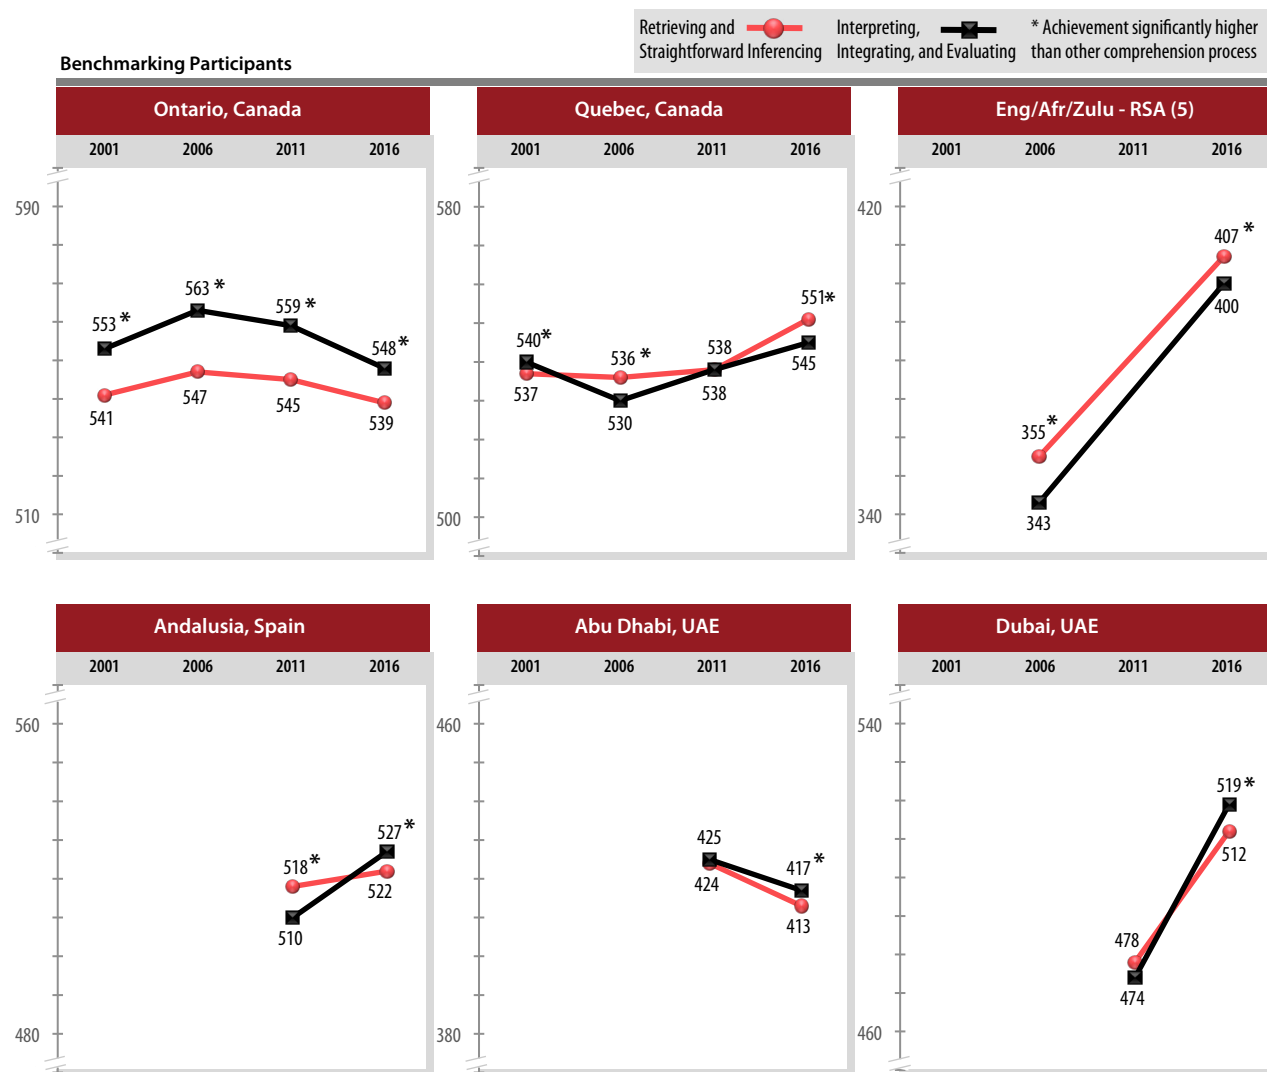 Retrieving and
Straightforward Inferencing
Interpreting,
Integrating, and Evaluating
* Achievement significantly higher
than other comprehension process
Benchmarking Participants
Ontario, Canada
2001 2006 2011 2016
590
553 *
563 *
559 *
548 *
541
547
545
539
510
Quebec, Canada
2001 2006 2011 2016
580
540 *
536 *
538
551 *
537
530
538
545
500
Eng/Afr/Zulu - RSA (5)
2001 2006 2011 2016
420
407 *
400
355 *
343
340
Andalusia, Spain
2001 2006 2011 2016
560
527 *
518 *
522
510
480
Abu Dhabi, UAE
2001 2006 2011 2016
460
425
417 *
424
413
380
Dubai, UAE
2001 2006 2011 2016
540
519 *
512
478
474
460